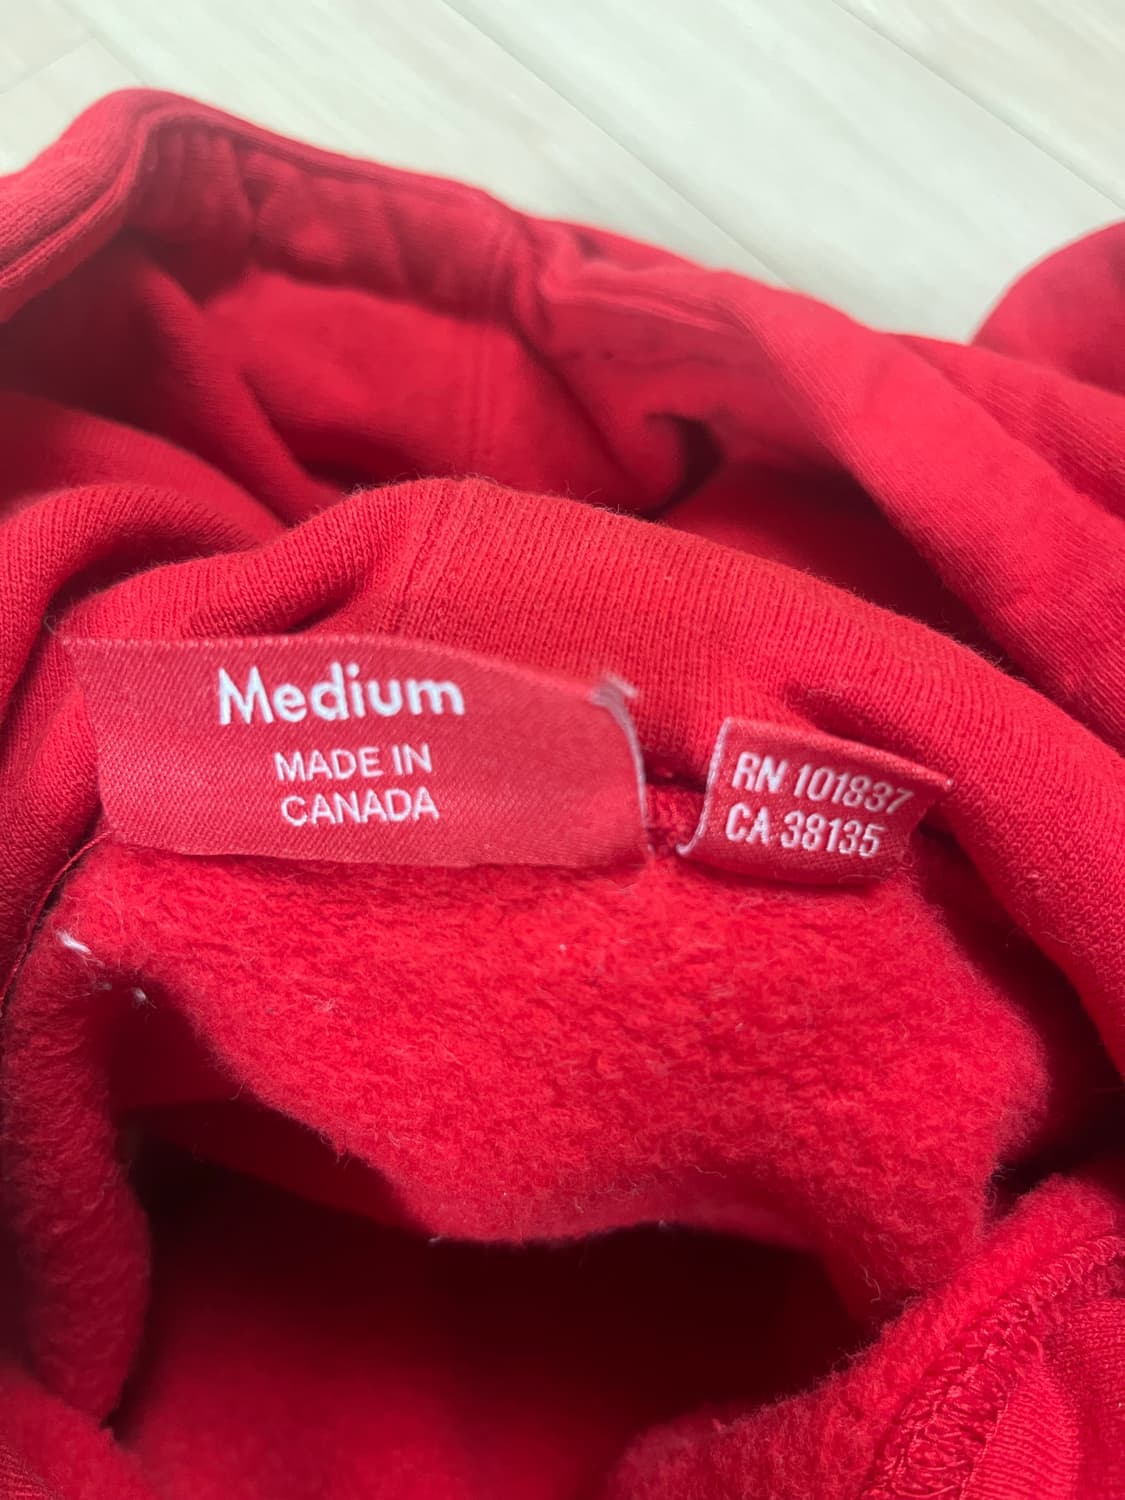 Medium
MADE IN
CANADA
RN 101837
CA 38135